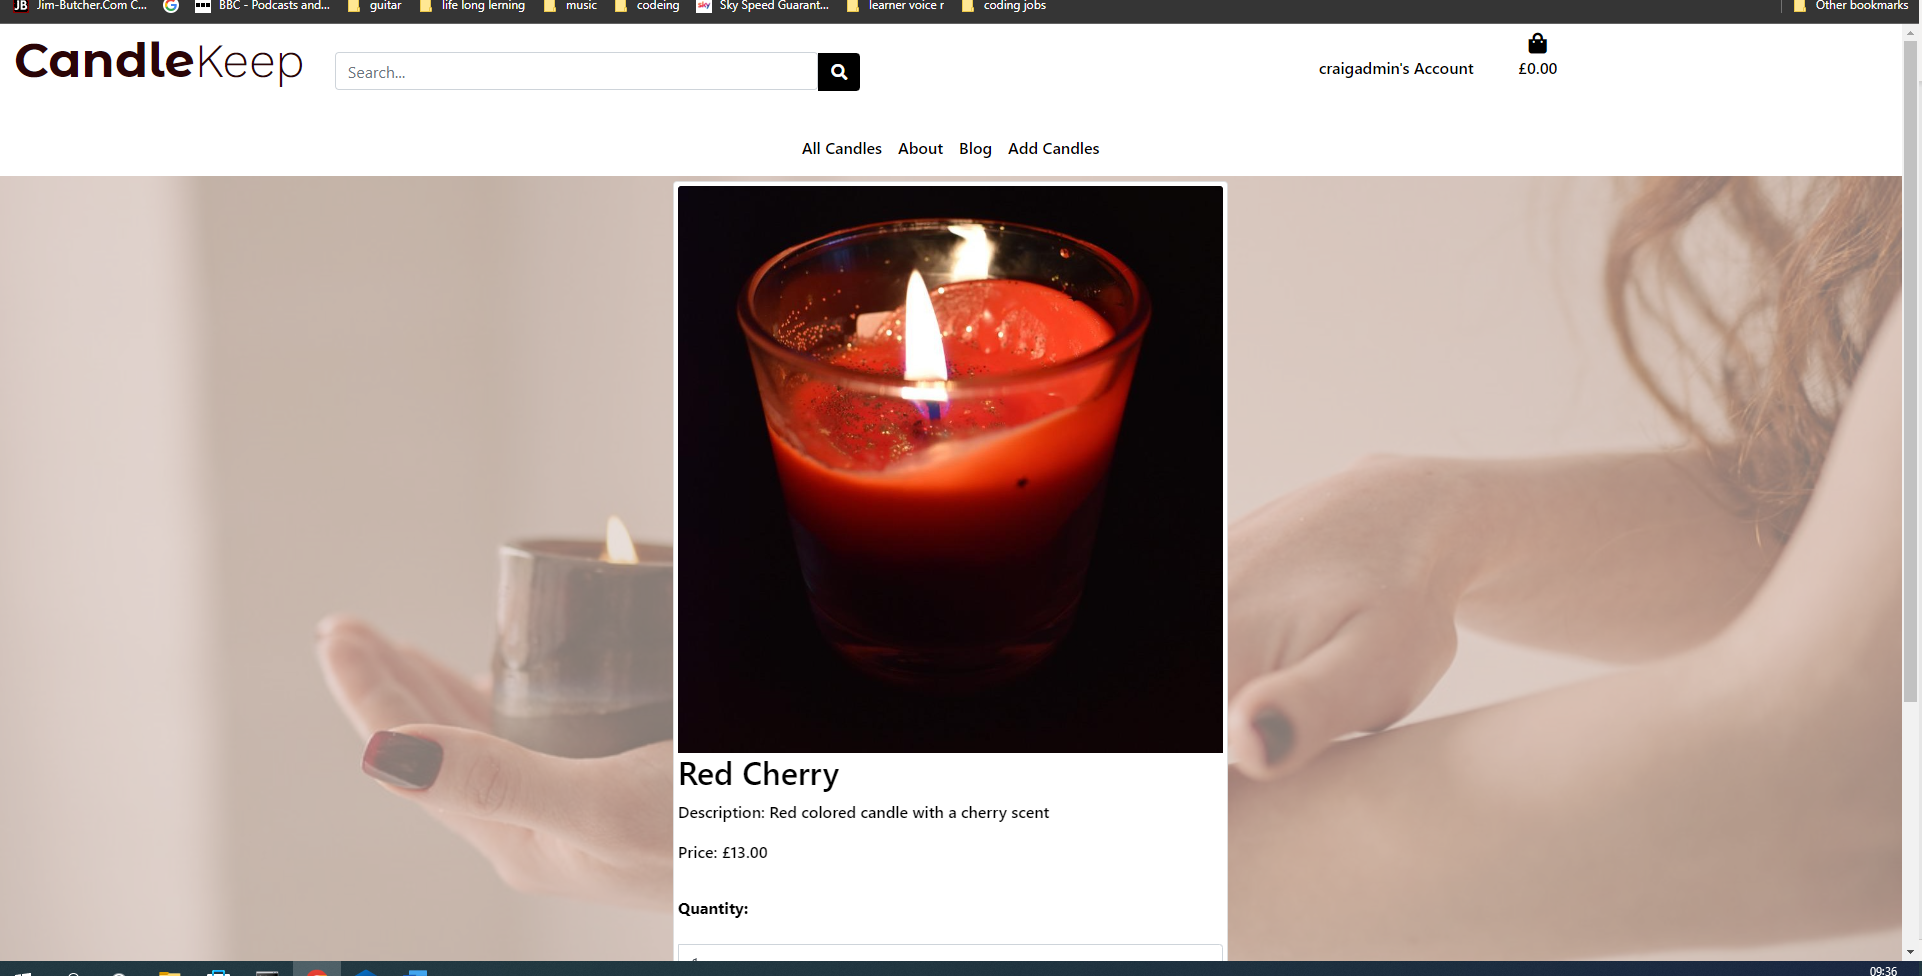 JB Jim-Butcher.Com C... BBC - Podcasts and... guitar life long lerning music codeing sky Sky Speed Guarant... learner voice r coding jobs Other bookmarks
CandleKeep
Search...
craigadmin's Account
£0.00
All Candles About Blog Add Candles
Red Cherry
Description: Red colored candle with a cherry scent
Price: £13.00
Quantity:
09:36